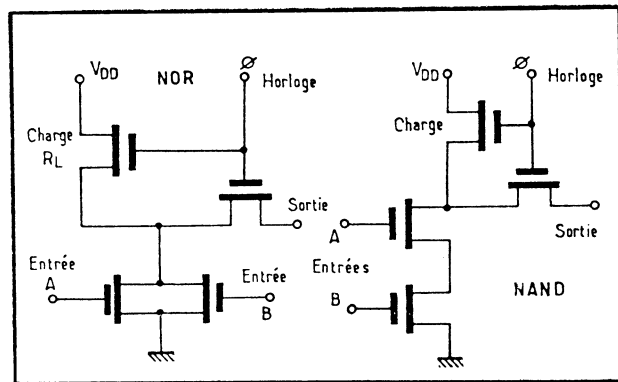 VDD
NOR
Ø
Horloge
Charge
RL
Sortie
Entrée
A
Entrée
B
VDD
Ø
Horloge
Charge
Sortie
A
Entrées
B
NAND